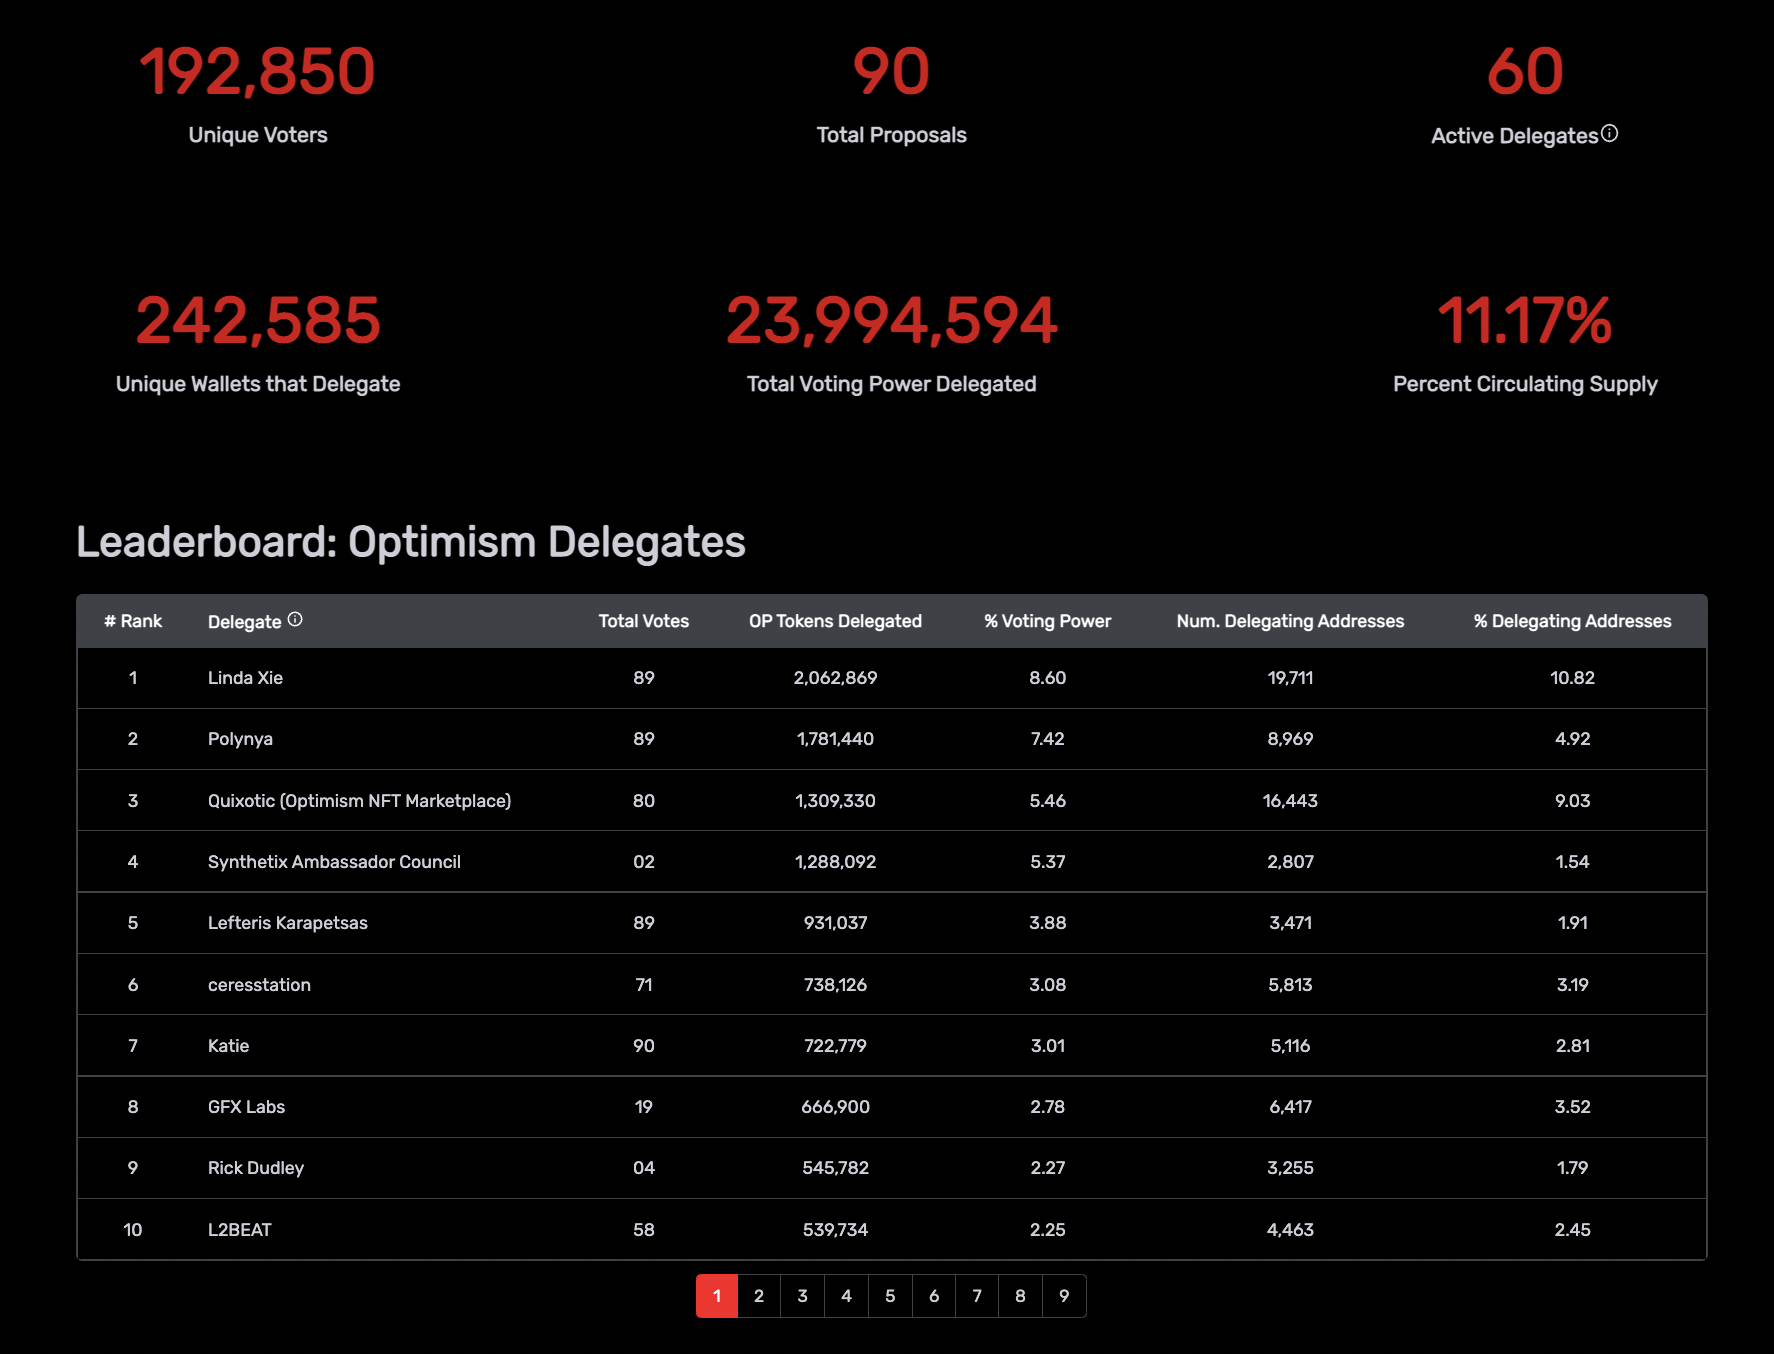 192,850 90 60
Unique Voters Total Proposals Active Delegates
242,585 23,994,594 11.17%
Unique Wallets that Delegate Total Voting Power Delegated Percent Circulating Supply
Leaderboard: Optimism Delegates
# Rank Delegate Total Votes OP Tokens Delegated % Voting Power Num. Delegating Addresses % Delegating Addresses
1 Linda Xie 89 2,062,869 8.60 19,711 10.82
2 Polynya 89 1,781,440 7.42 8,969 4.92
3 Quixotic (Optimism NFT Marketplace) 80 1,309,330 5.46 16,443 9.03
4 Synthetix Ambassador Council 02 1,288,092 5.37 2,807 1.54
5 Lefteris Karapetsas 89 931,037 3.88 3,471 1.91
6 ceresstation 71 738,126 3.08 5,813 3.19
7 Katie 90 722,779 3.01 5,116 2.81
8 GFX Labs 19 666,900 2.78 6,417 3.52
9 Rick Dudley 04 545,782 2.27 3,255 1.79
10 L2BEAT 58 539,734 2.25 4,463 2.45
1 2 3 4 5 6 7 8 9